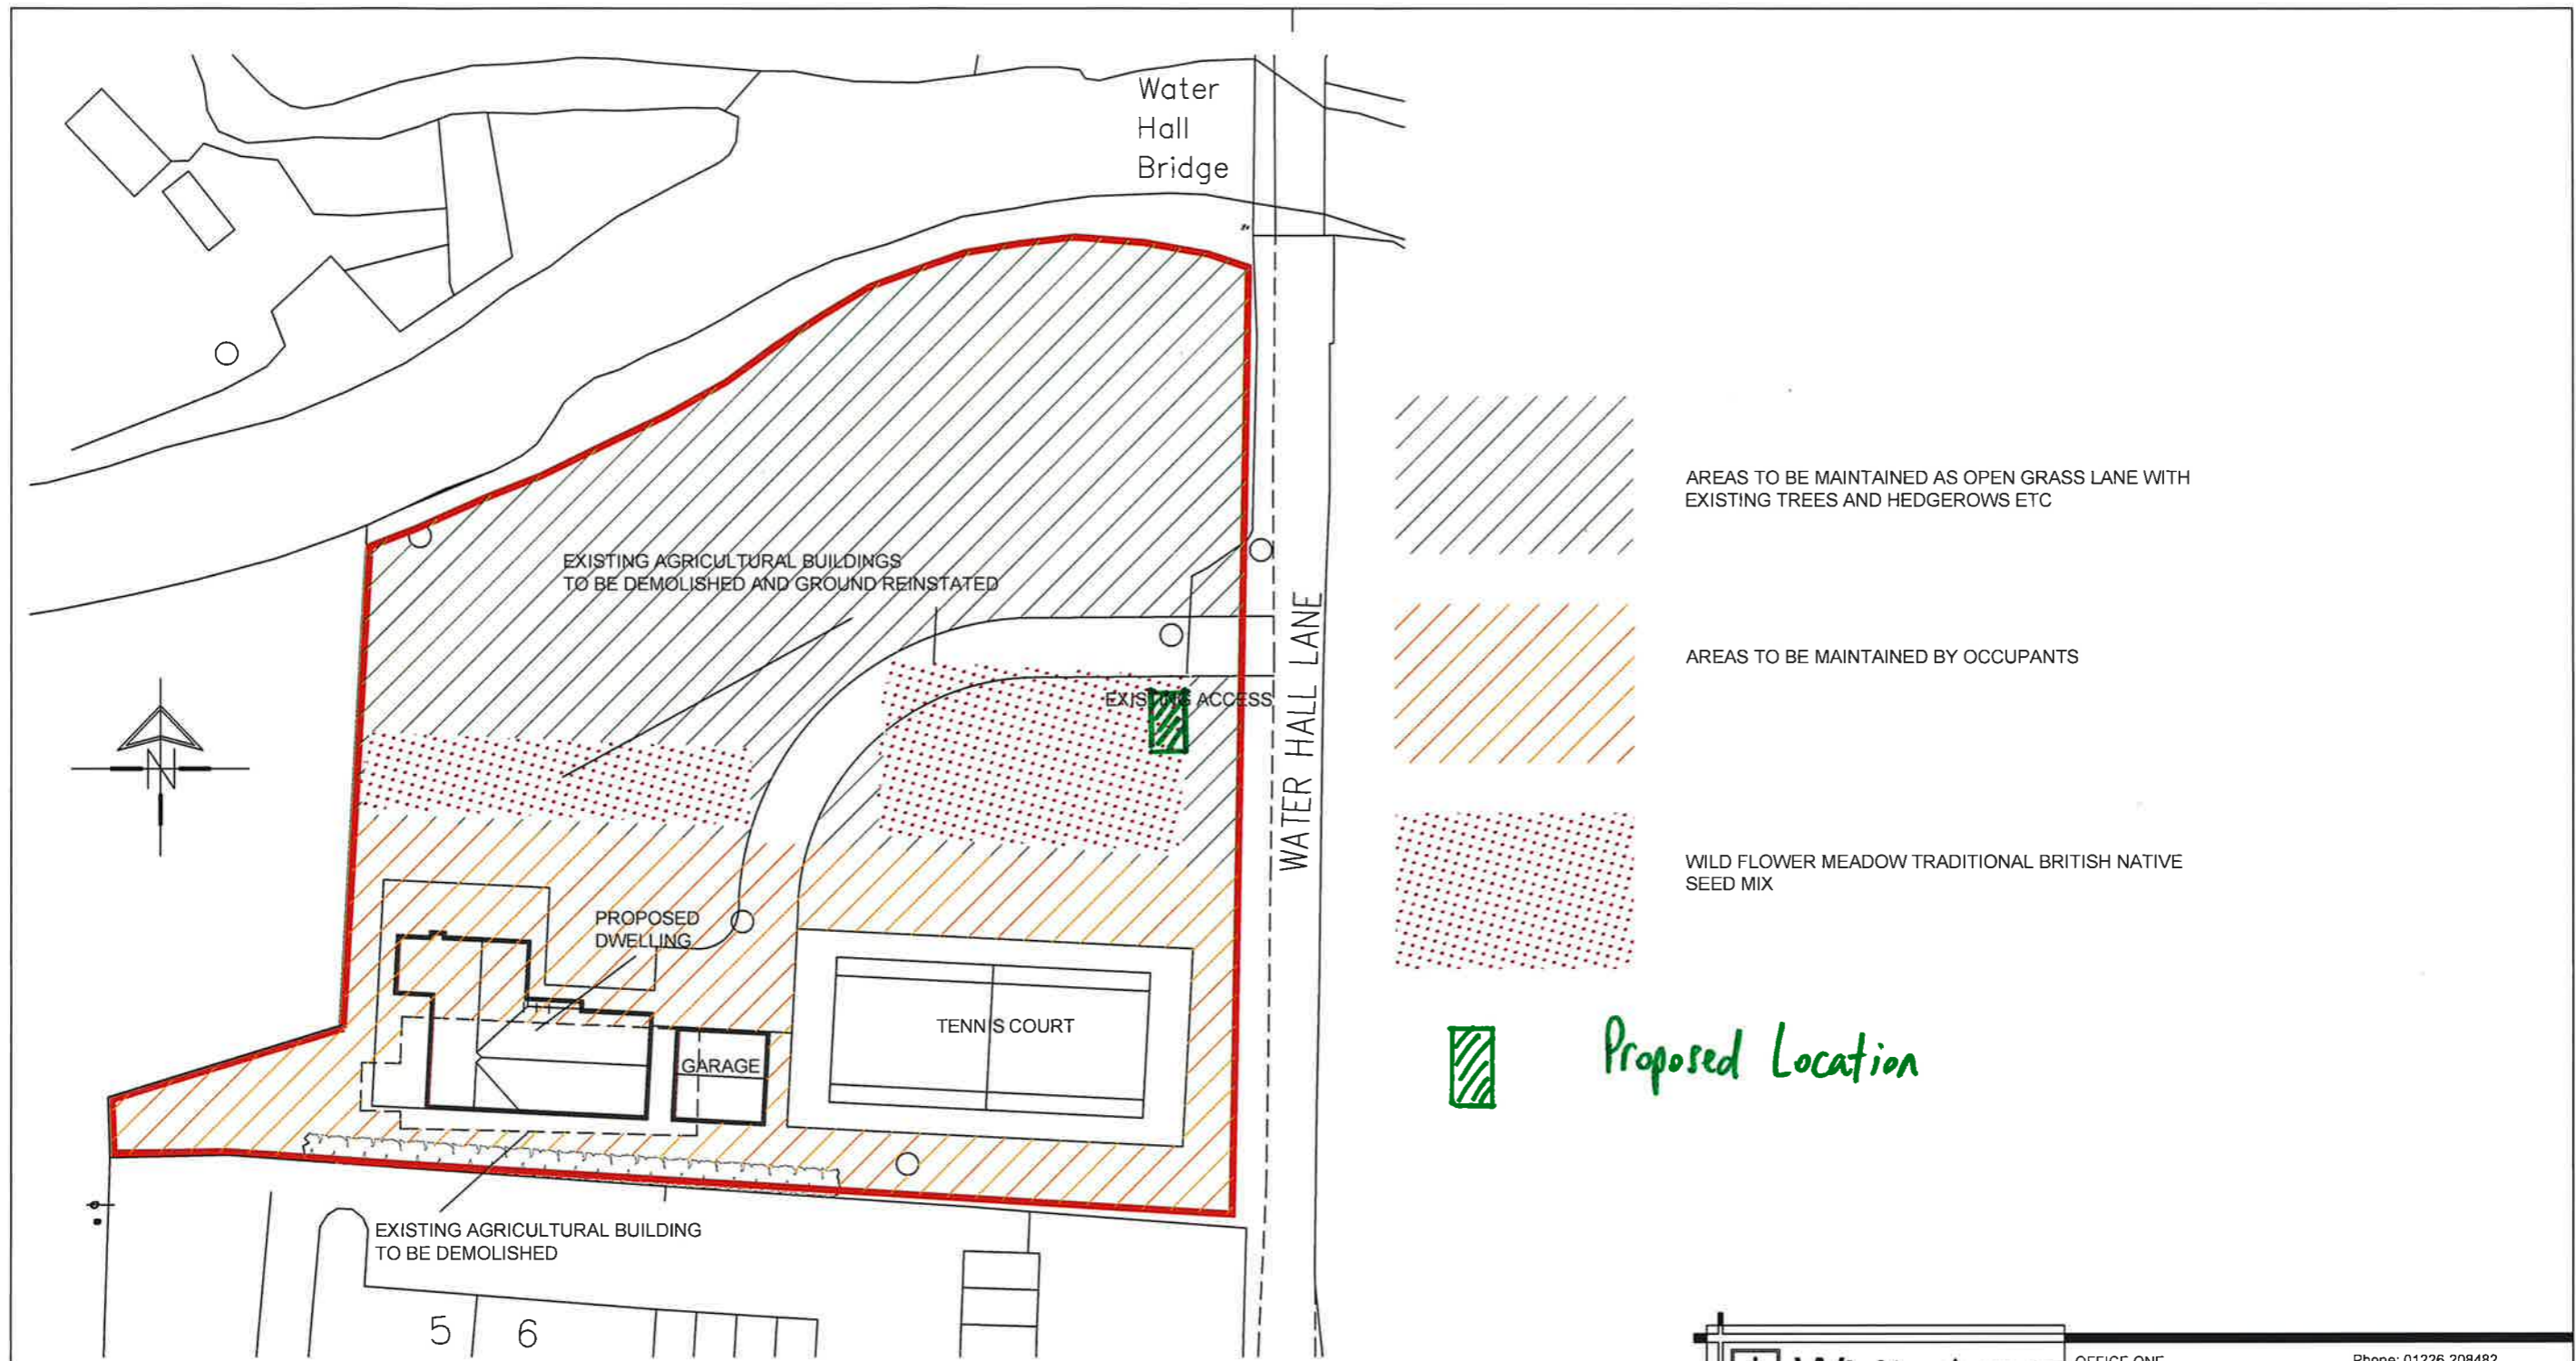 Water
Hall
Bridge
AREAS TO BE MAINTAINED AS OPEN GRASS LANE WITH
EXISTING TREES AND HEDGEROWS ETC
EXISTING AGRICULTURAL BUILDINGS
TO BE DEMOLISHED AND GROUND REINSTATED
AREAS TO BE MAINTAINED BY OCCUPANTS
EXISTING ACCESS
WATER HALL LANE
N
WILD FLOWER MEADOW TRADITIONAL BRITISH NATIVE
SEED MIX
PROPOSED
DWELLING
TENNIS COURT
GARAGE
Proposed Location
EXISTING AGRICULTURAL BUILDING
TO BE DEMOLISHED
5 6
OFFICE ONE
Phone: 01226 208482